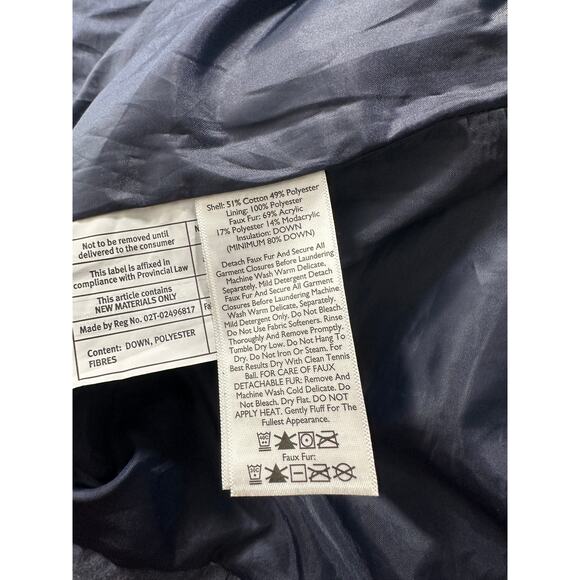 Not to be removed until
delivered to the consumer
This label is affixed in
compliance with Provincial Law
This article contains
NEW MATERIALS ONLY
Made by Reg No. 02T-02496817
Content: DOWN, POLYESTER
FIBRES
N
Fa
Shell: 51% Cotton 49% Polyester
Lining: 100% Polyester
Faux Fur: 69% Acrylic
17% Polyester 14% Modacrylic
Insulation: DOWN
(MINIMUM 80% DOWN)
Detach Faux Fur And Secure All
Garment Closures Before Laundering
Machine Wash Warm Delicate,
Separately. Mild Detergent Detach
Faux Fur And Secure All Garment
Closures Before Laundering Machine
Wash Warm Delicate, Separately.
Mild Detergent Only. Do Not Bleach.
Do Not Use Fabric Softeners. Rinse
Thoroughly And Remove Promptly.
Tumble Dry Low. Do Not Hang To
Dry. Do Not Iron Or Steam. For
Best Results Dry With Clean Tennis
Ball. FOR CARE OF FAUX
DETACHABLE FUR: Remove And
Machine Wash Cold Delicate. Do
Not Bleach. Dry Flat. DO NOT
APPLY HEAT. Gently Fluff For The
Fullest Appearance.
Faux Fur: